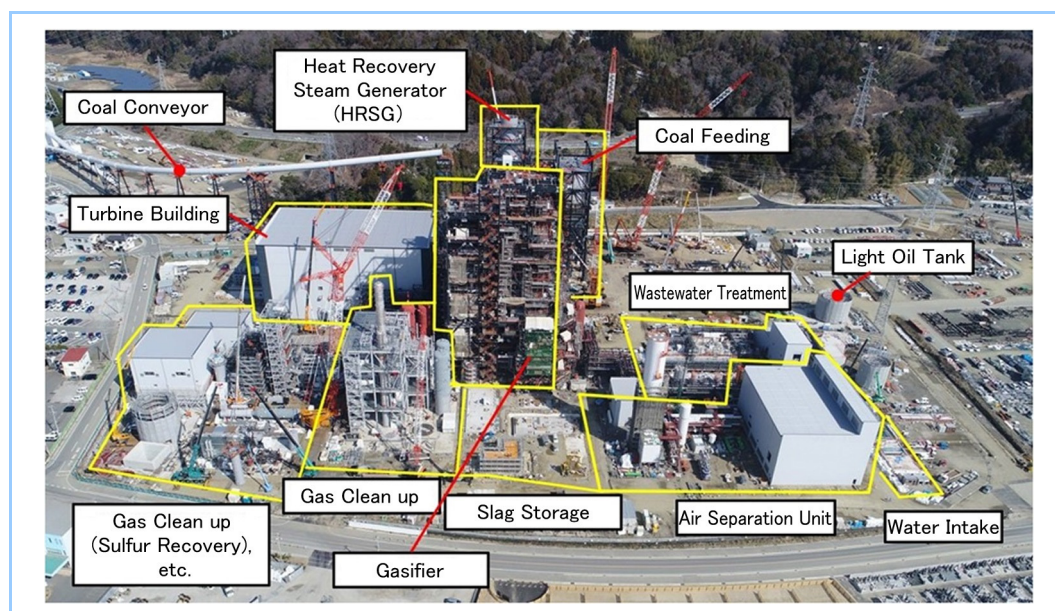 Heat Recovery
Steam Generator
(HRSG)
Coal Conveyor
Coal Feeding
Turbine Building
Light Oil Tank
Wastewater Treatment
Gas Clean up
Slag Storage
Air Separation Unit
Water Intake
Gas Clean up
(Sulfur Recovery),
etc.
Gasifier